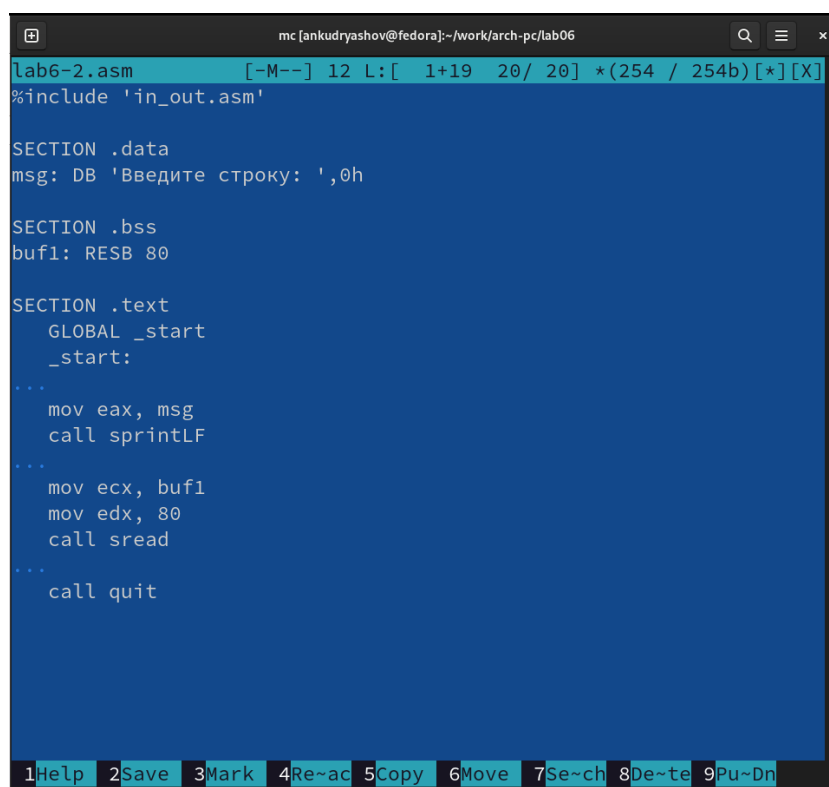 mc [ankudryashov@fedora]:~/work/arch-pc/lab06
lab6-2.asm [-M--] 12 L:[ 1+19 20/ 20] *(254 / 254b)[*][X]
%include 'in_out.asm'
SECTION .data
msg: DB 'Введите строку: ',0h
SECTION .bss
buf1: RESB 80
SECTION .text
GLOBAL _start
_start:
...
mov eax, msg
call sprintLF
...
mov ecx, buf1
mov edx, 80
call sread
...
call quit
1Help 2Save 3Mark 4Re~ac 5Copy 6Move 7Se~ch 8De~te 9Pu~Dn